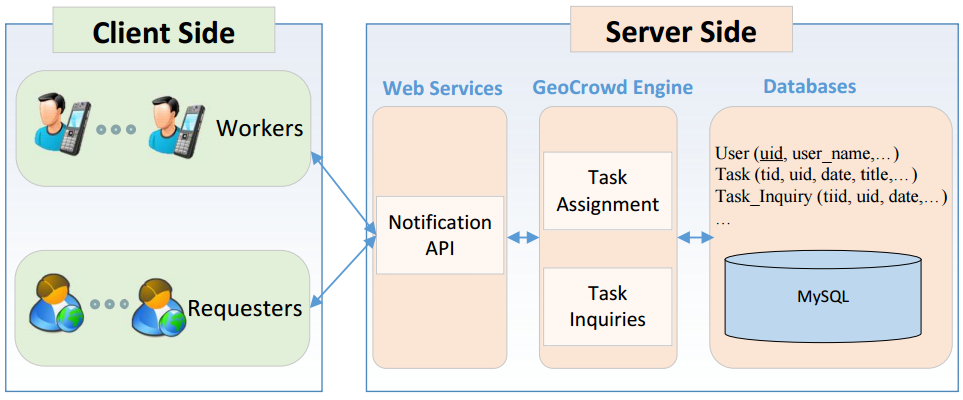 Client Side
Workers
Requesters
Server Side
Web Services
Notification
API
GeoCrowd Engine
Task
Assignment
Task
Inquiries
Databases
User (uid, user_name,…)
Task (tid, uid, date, title,…)
Task_Inquiry (tiid, uid, date,…)
…
MySQL